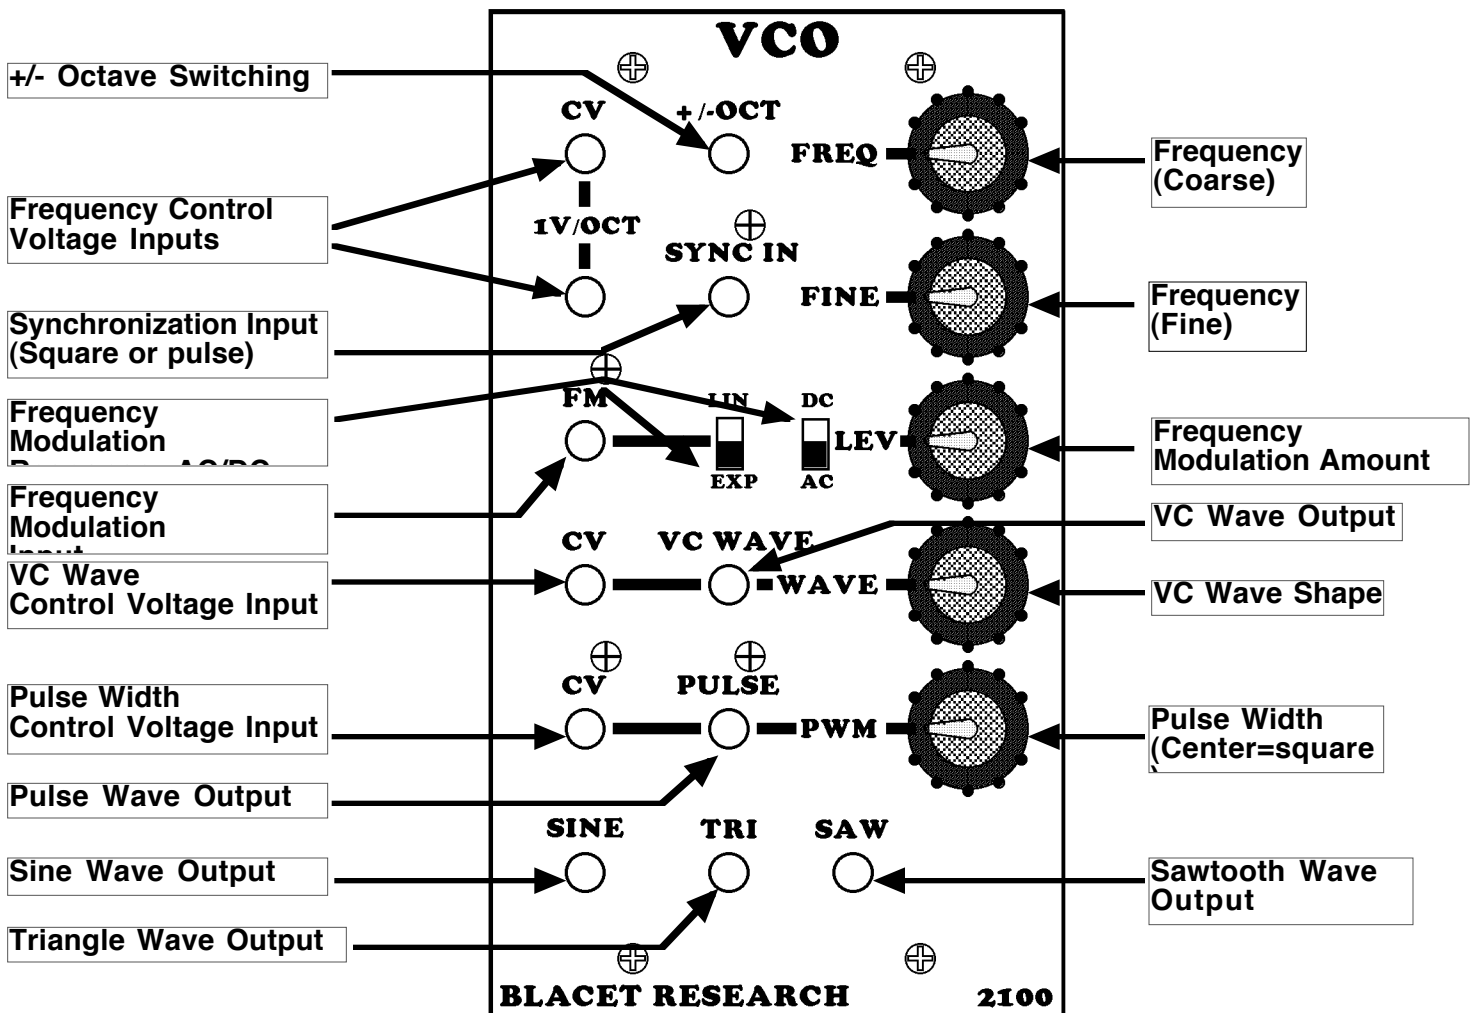 VCO
+/- Octave Switching
CV
+/-OCT
FREQ
Frequency
(Coarse)
Frequency Control
Voltage Inputs
1V/OCT
SYNC IN
FINE
Frequency
(Fine)
Synchronization Input
(Square or pulse)
Frequency
Modulation
AC/DC
FM
LIN
DC
LEV
EXP
AC
Frequency
Modulation Amount
Frequency
Modulation
Input
VC Wave Output
CV
VC WAVE
WAVE
VC Wave
Control Voltage Input
VC Wave Shape
CV
PULSE
PWM
Pulse Width
Control Voltage Input
Pulse Width
(Center=square
)
Pulse Wave Output
SINE
TRI
SAW
Sine Wave Output
Sawtooth Wave
Output
Triangle Wave Output
BLACET RESEARCH
2100